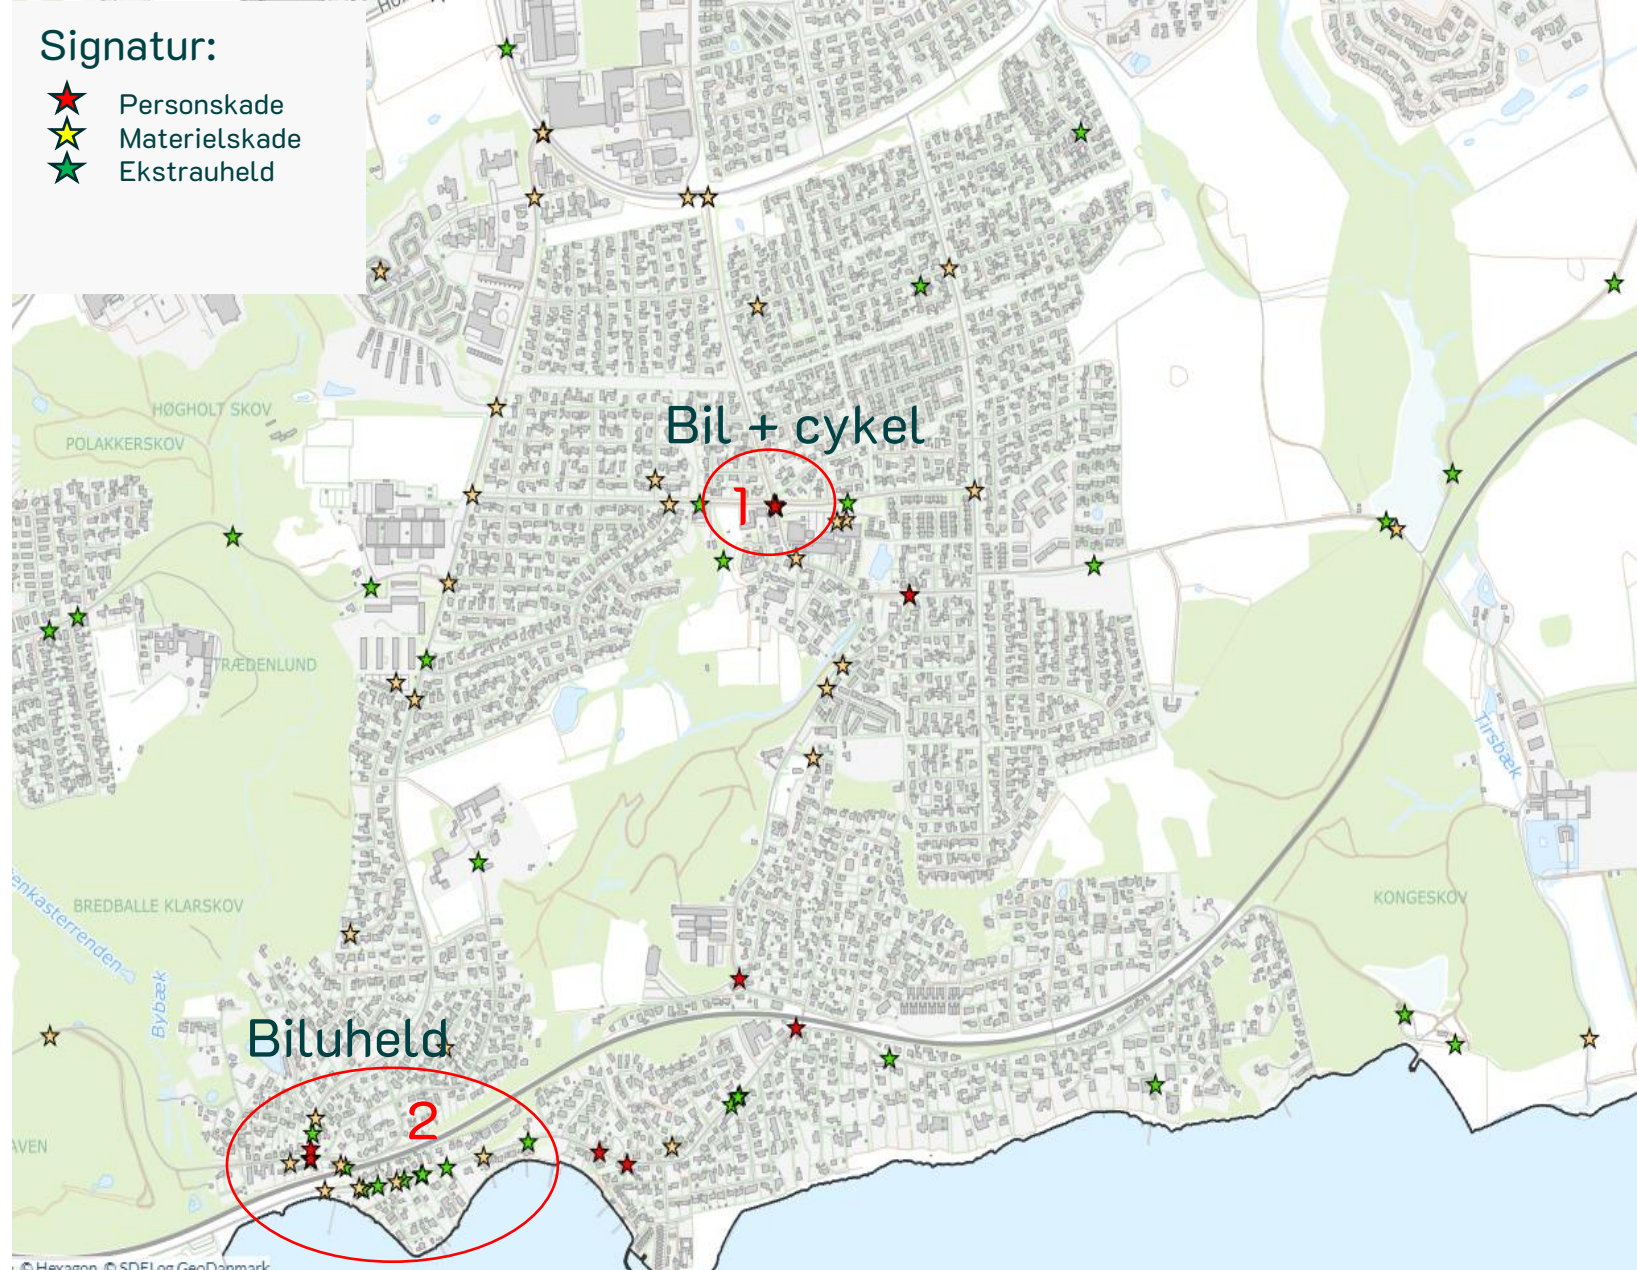 Signatur:
Personskade
Materielskade
Ekstrauheld
HØGHOLT SKOV
POLAKKERSKOV
Bil + cykel
1
TRÆDENLUND
Tirsbæk
BREDBALLE KLARSKOV
KONGESKOV
Bybæk
Biluheld
2
© Hexagon, © SDFI og GeoDanmark